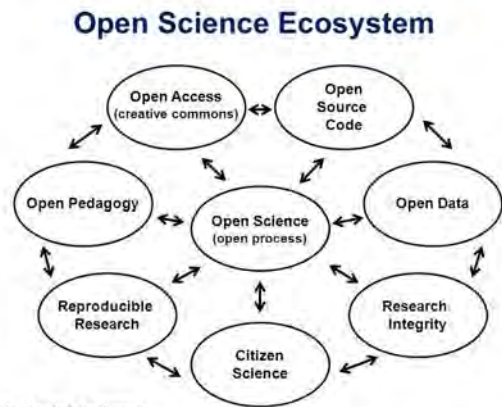 Open Science Ecosystem
Open Access
(creative commons)
Open
Source
Code
Open Pedagogy
Open Science
(open process)
Open Data
Reproducible
Research
Research
Integrity
Citizen
Science